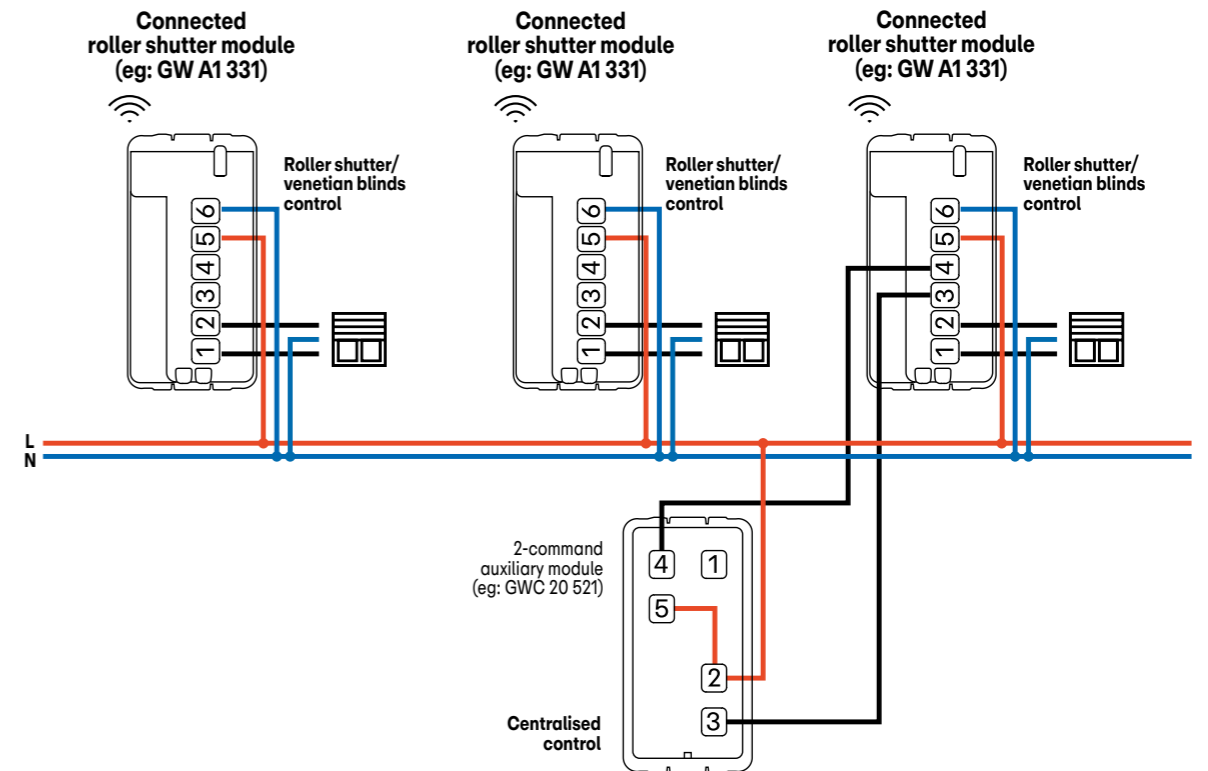 Connected
roller shutter module
(eg: GW A1 331)
Connected
roller shutter module
(eg: GW A1 331)
Connected
roller shutter module
(eg: GW A1 331)
Roller shutter/
venetian blinds
control
6
5
4
3
2
1
Roller shutter/
venetian blinds
control
6
5
4
3
2
1
Roller shutter/
venetian blinds
control
6
5
4
3
2
1
L
N
2-command
auxiliary module
(eg: GWC 20 521)
4 1
5
2
3
Centralised
control